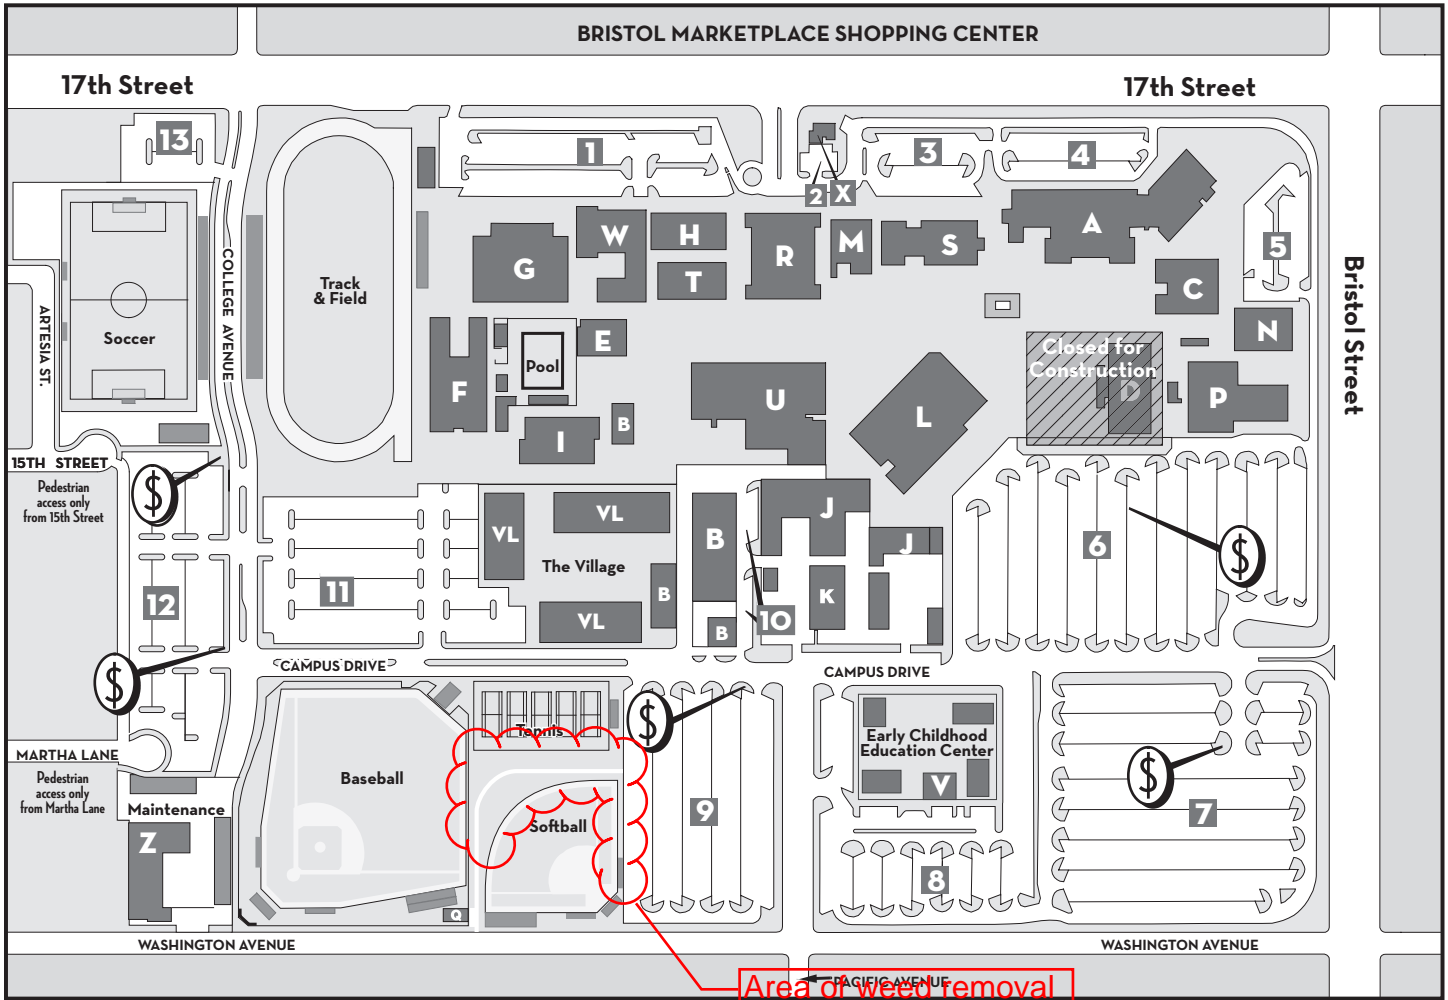 BRISTOL MARKETPLACE SHOPPING CENTER
17th Street
17th Street
13
1
3
4
2
X
5
G
W
H
T
R
M
S
A
C
N
COLLEGE AVENUE
ARTESIA ST.
Bristol Street
Track
& Field
Soccer
E
Pool
F
I
B
U
L
Closed for
Construction
D
P
15TH STREET
Pedestrian
access only
from 15th Street
$
VL
VL
The Village
VL
B
B
B
J
J
K
10
6
$
11
12
$
CAMPUS DRIVE
CAMPUS DRIVE
MARTHA LANE
Pedestrian
access only
from Martha Lane
Maintenance
Z
Baseball
Tennis
Softball
Q
$
9
Early Childhood
Education Center
V
8
$
7
WASHINGTON AVENUE
WASHINGTON AVENUE
PACIFIC AVENUE
Area of weed removal